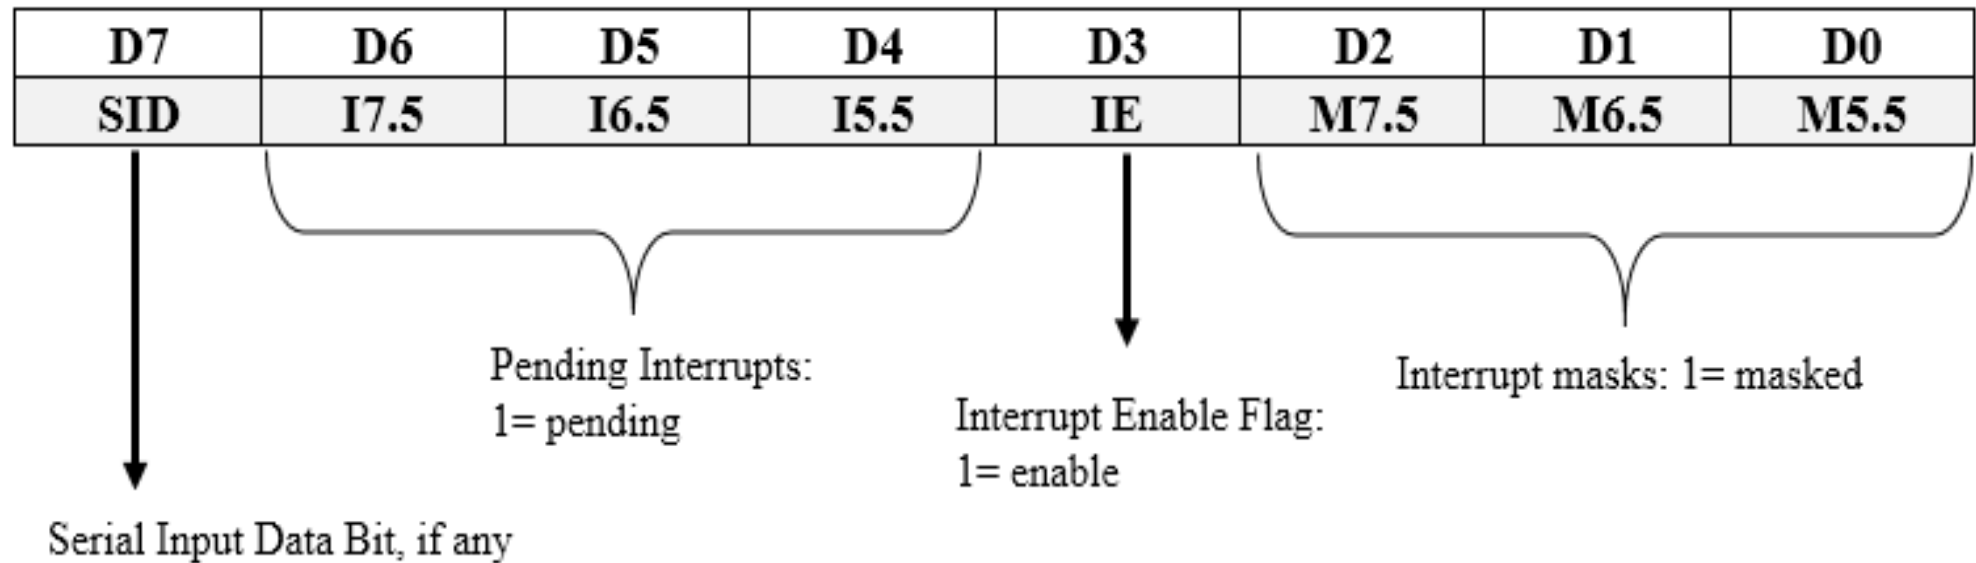 D7 D6 D5 D4 D3 D2 D1 D0
SID I7.5 I6.5 I5.5 IE M7.5 M6.5 M5.5
Pending Interrupts:
1= pending
Interrupt Enable Flag:
1= enable
Interrupt masks: 1= masked
Serial Input Data Bit, if any